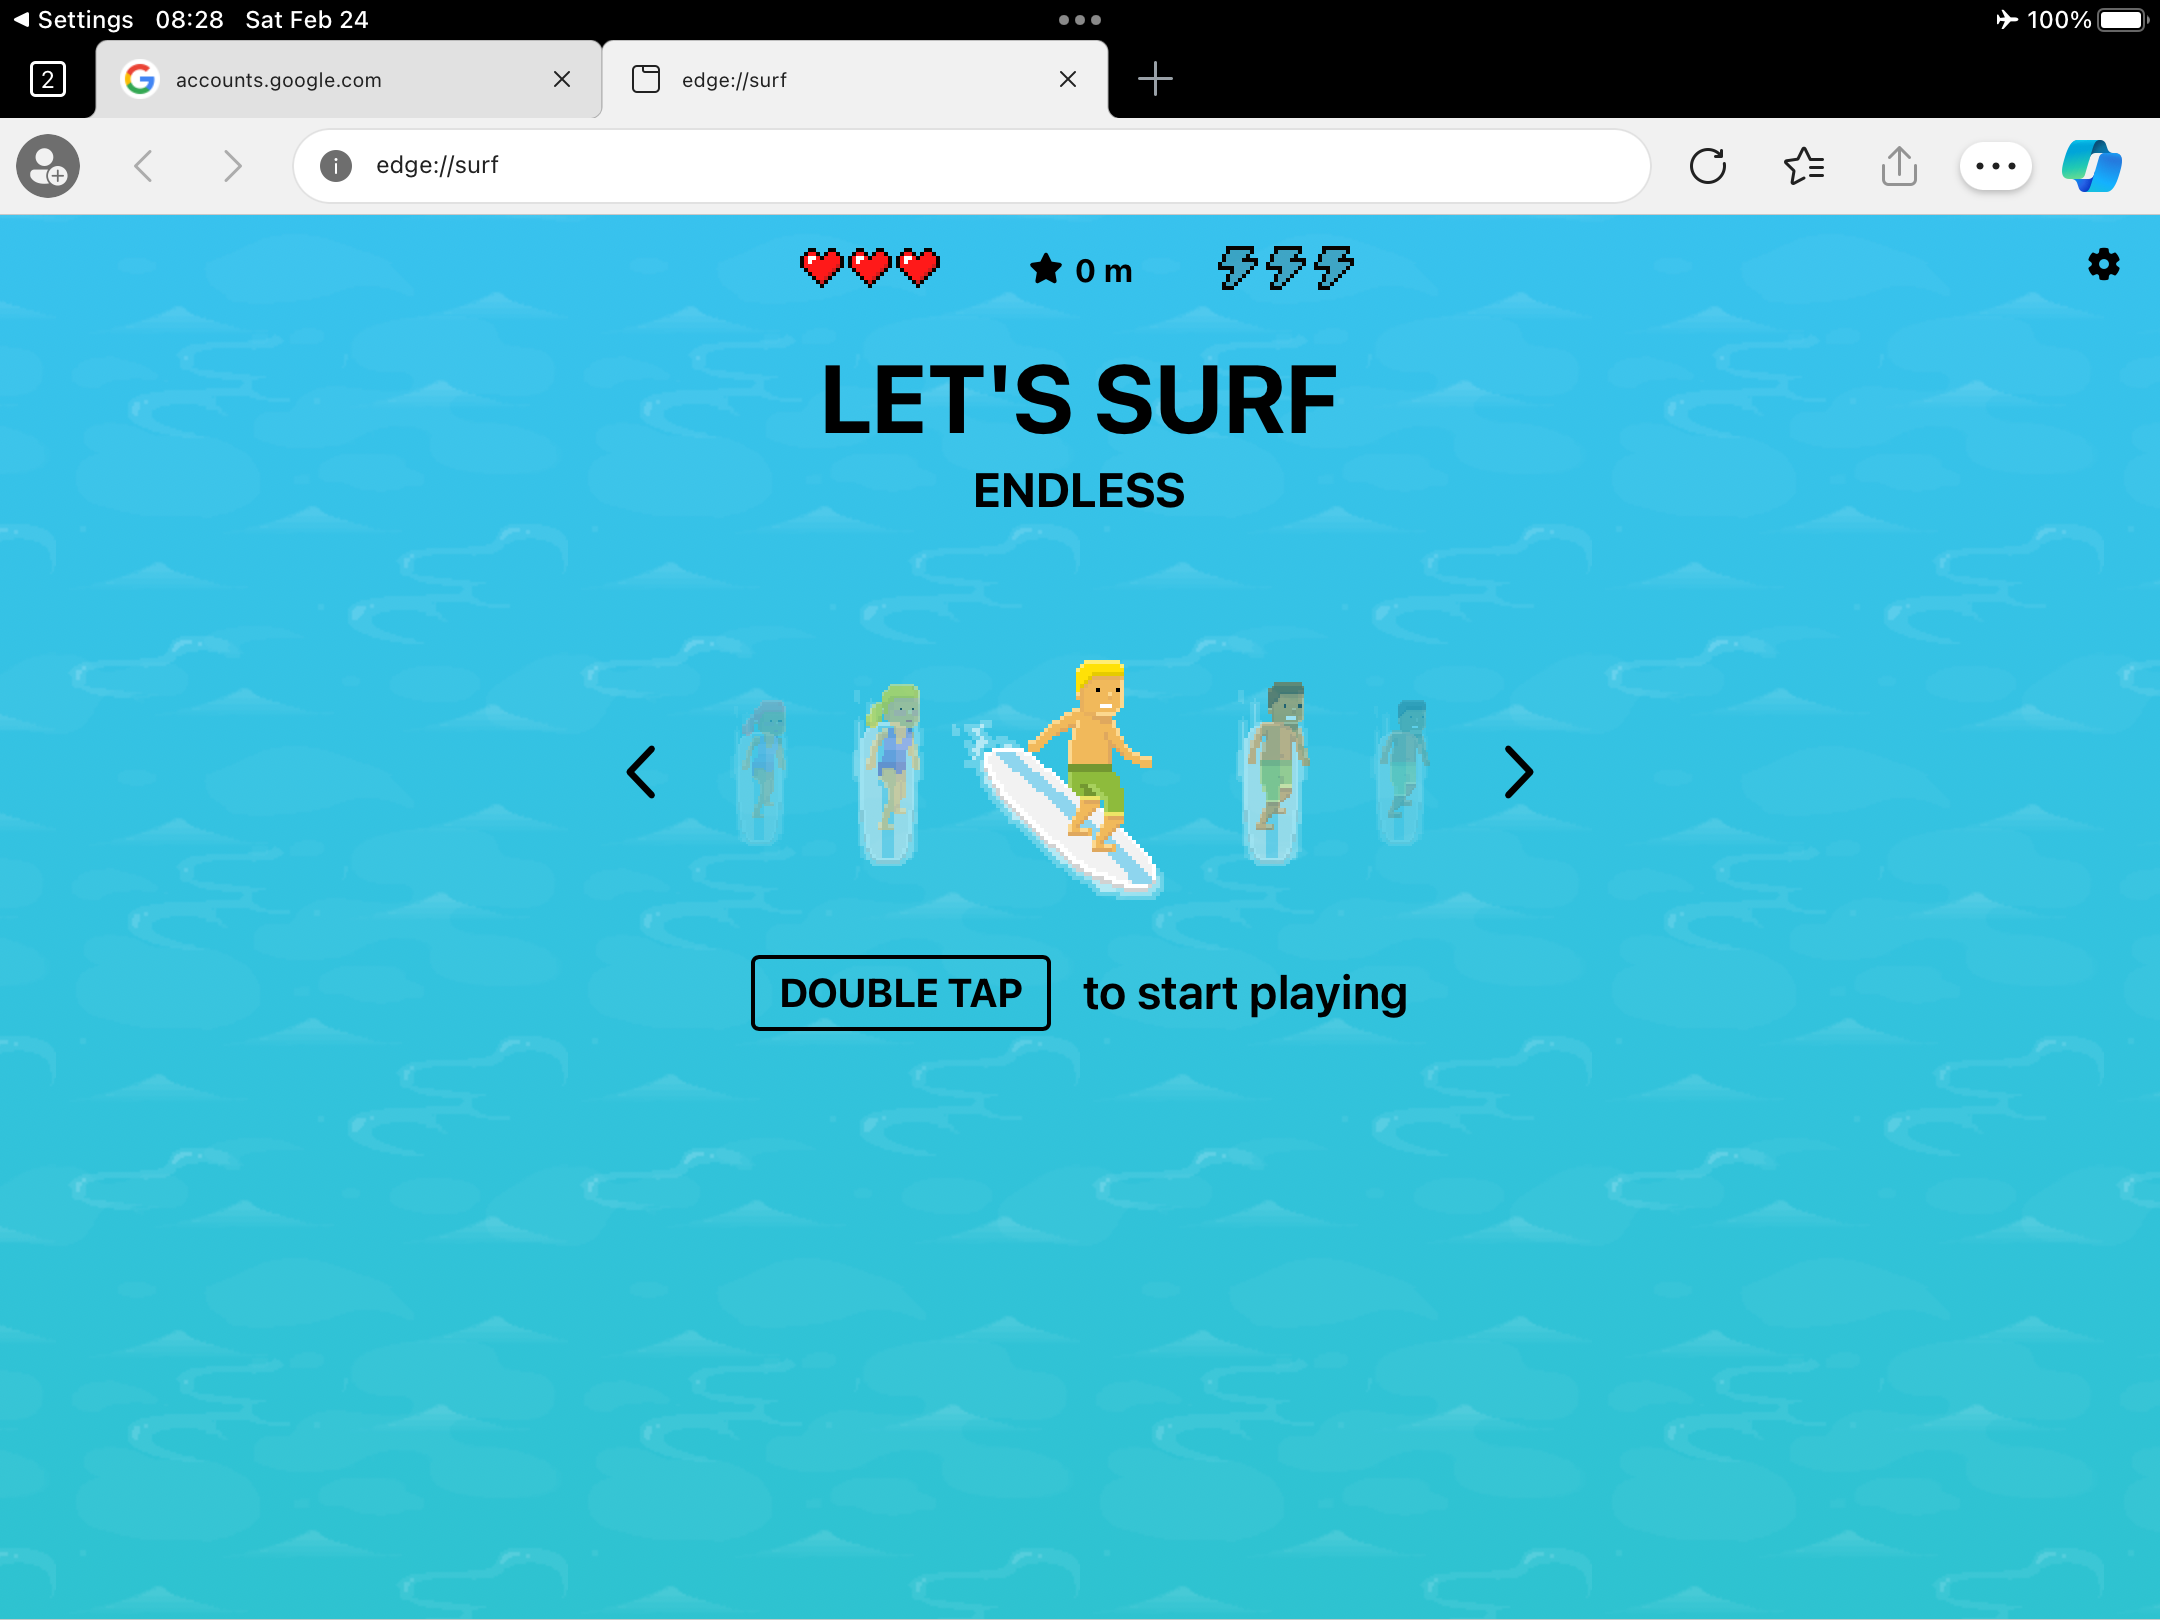 Settings 08:28 Sat Feb 24 100%
2 accounts.google.com edge://surf
edge://surf
0 m
LET'S SURF
ENDLESS
DOUBLE TAP to start playing